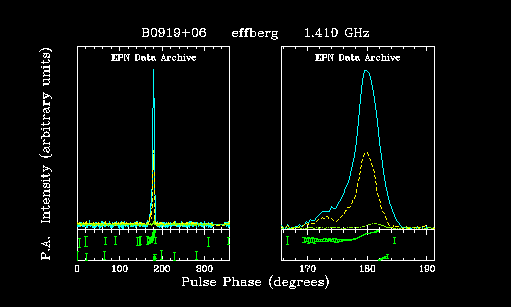 B0919+06 effberg 1.410 GHz
EPN Data Archive EPN Data Archive
P.A. Intensity (arbitrary units)
0 100 200 300 170 180 190
Pulse Phase (degrees)